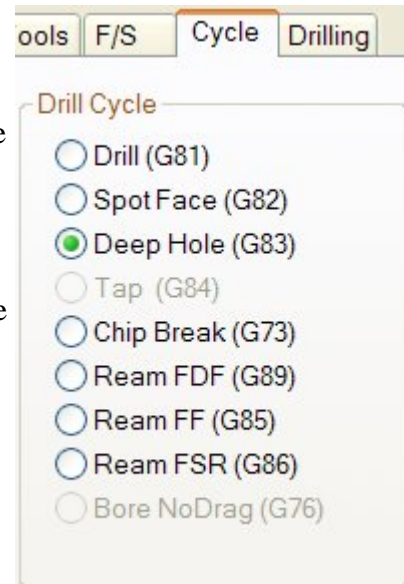 ools F/S Cycle Drilling
Drill Cycle
Drill (G81)
Spot Face (G82)
Deep Hole (G83)
Tap (G84)
Chip Break (G73)
Ream FDF (G89)
Ream FF (G85)
Ream FSR (G86)
Bore NoDrag (G76)
e
e